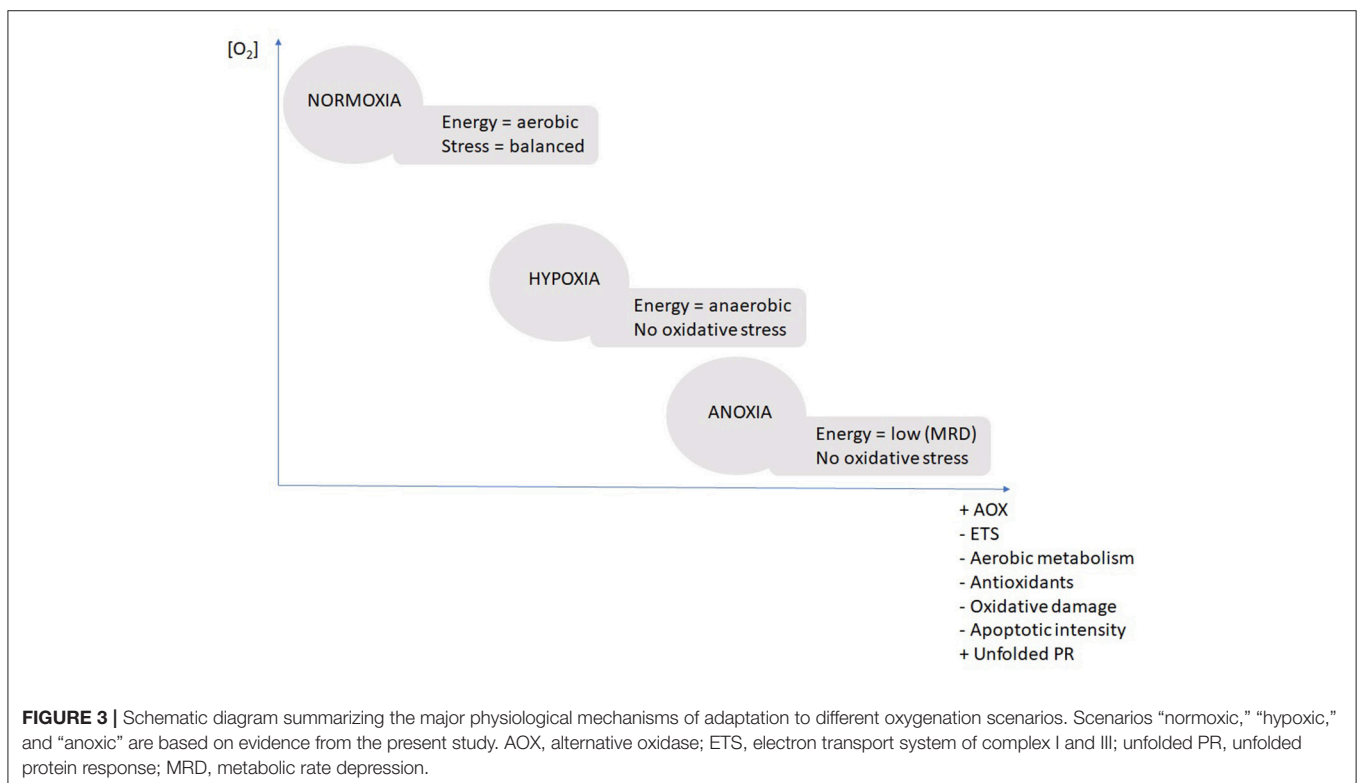 [O₂]
NORMOXIA
Energy = aerobic
Stress = balanced
HYPOXIA
Energy = anaerobic
No oxidative stress
ANOXIA
Energy = low (MRD)
No oxidative stress
+ AOX
- ETS
- Aerobic metabolism
- Antioxidants
- Oxidative damage
- Apoptotic intensity
+ Unfolded PR
FIGURE 3 | Schematic diagram summarizing the major physiological mechanisms of adaptation to different oxygenation scenarios. Scenarios “normoxic,” “hypoxic,”
and “anoxic” are based on evidence from the present study. AOX, alternative oxidase; ETS, electron transport system of complex I and III; unfolded PR, unfolded
protein response; MRD, metabolic rate depression.